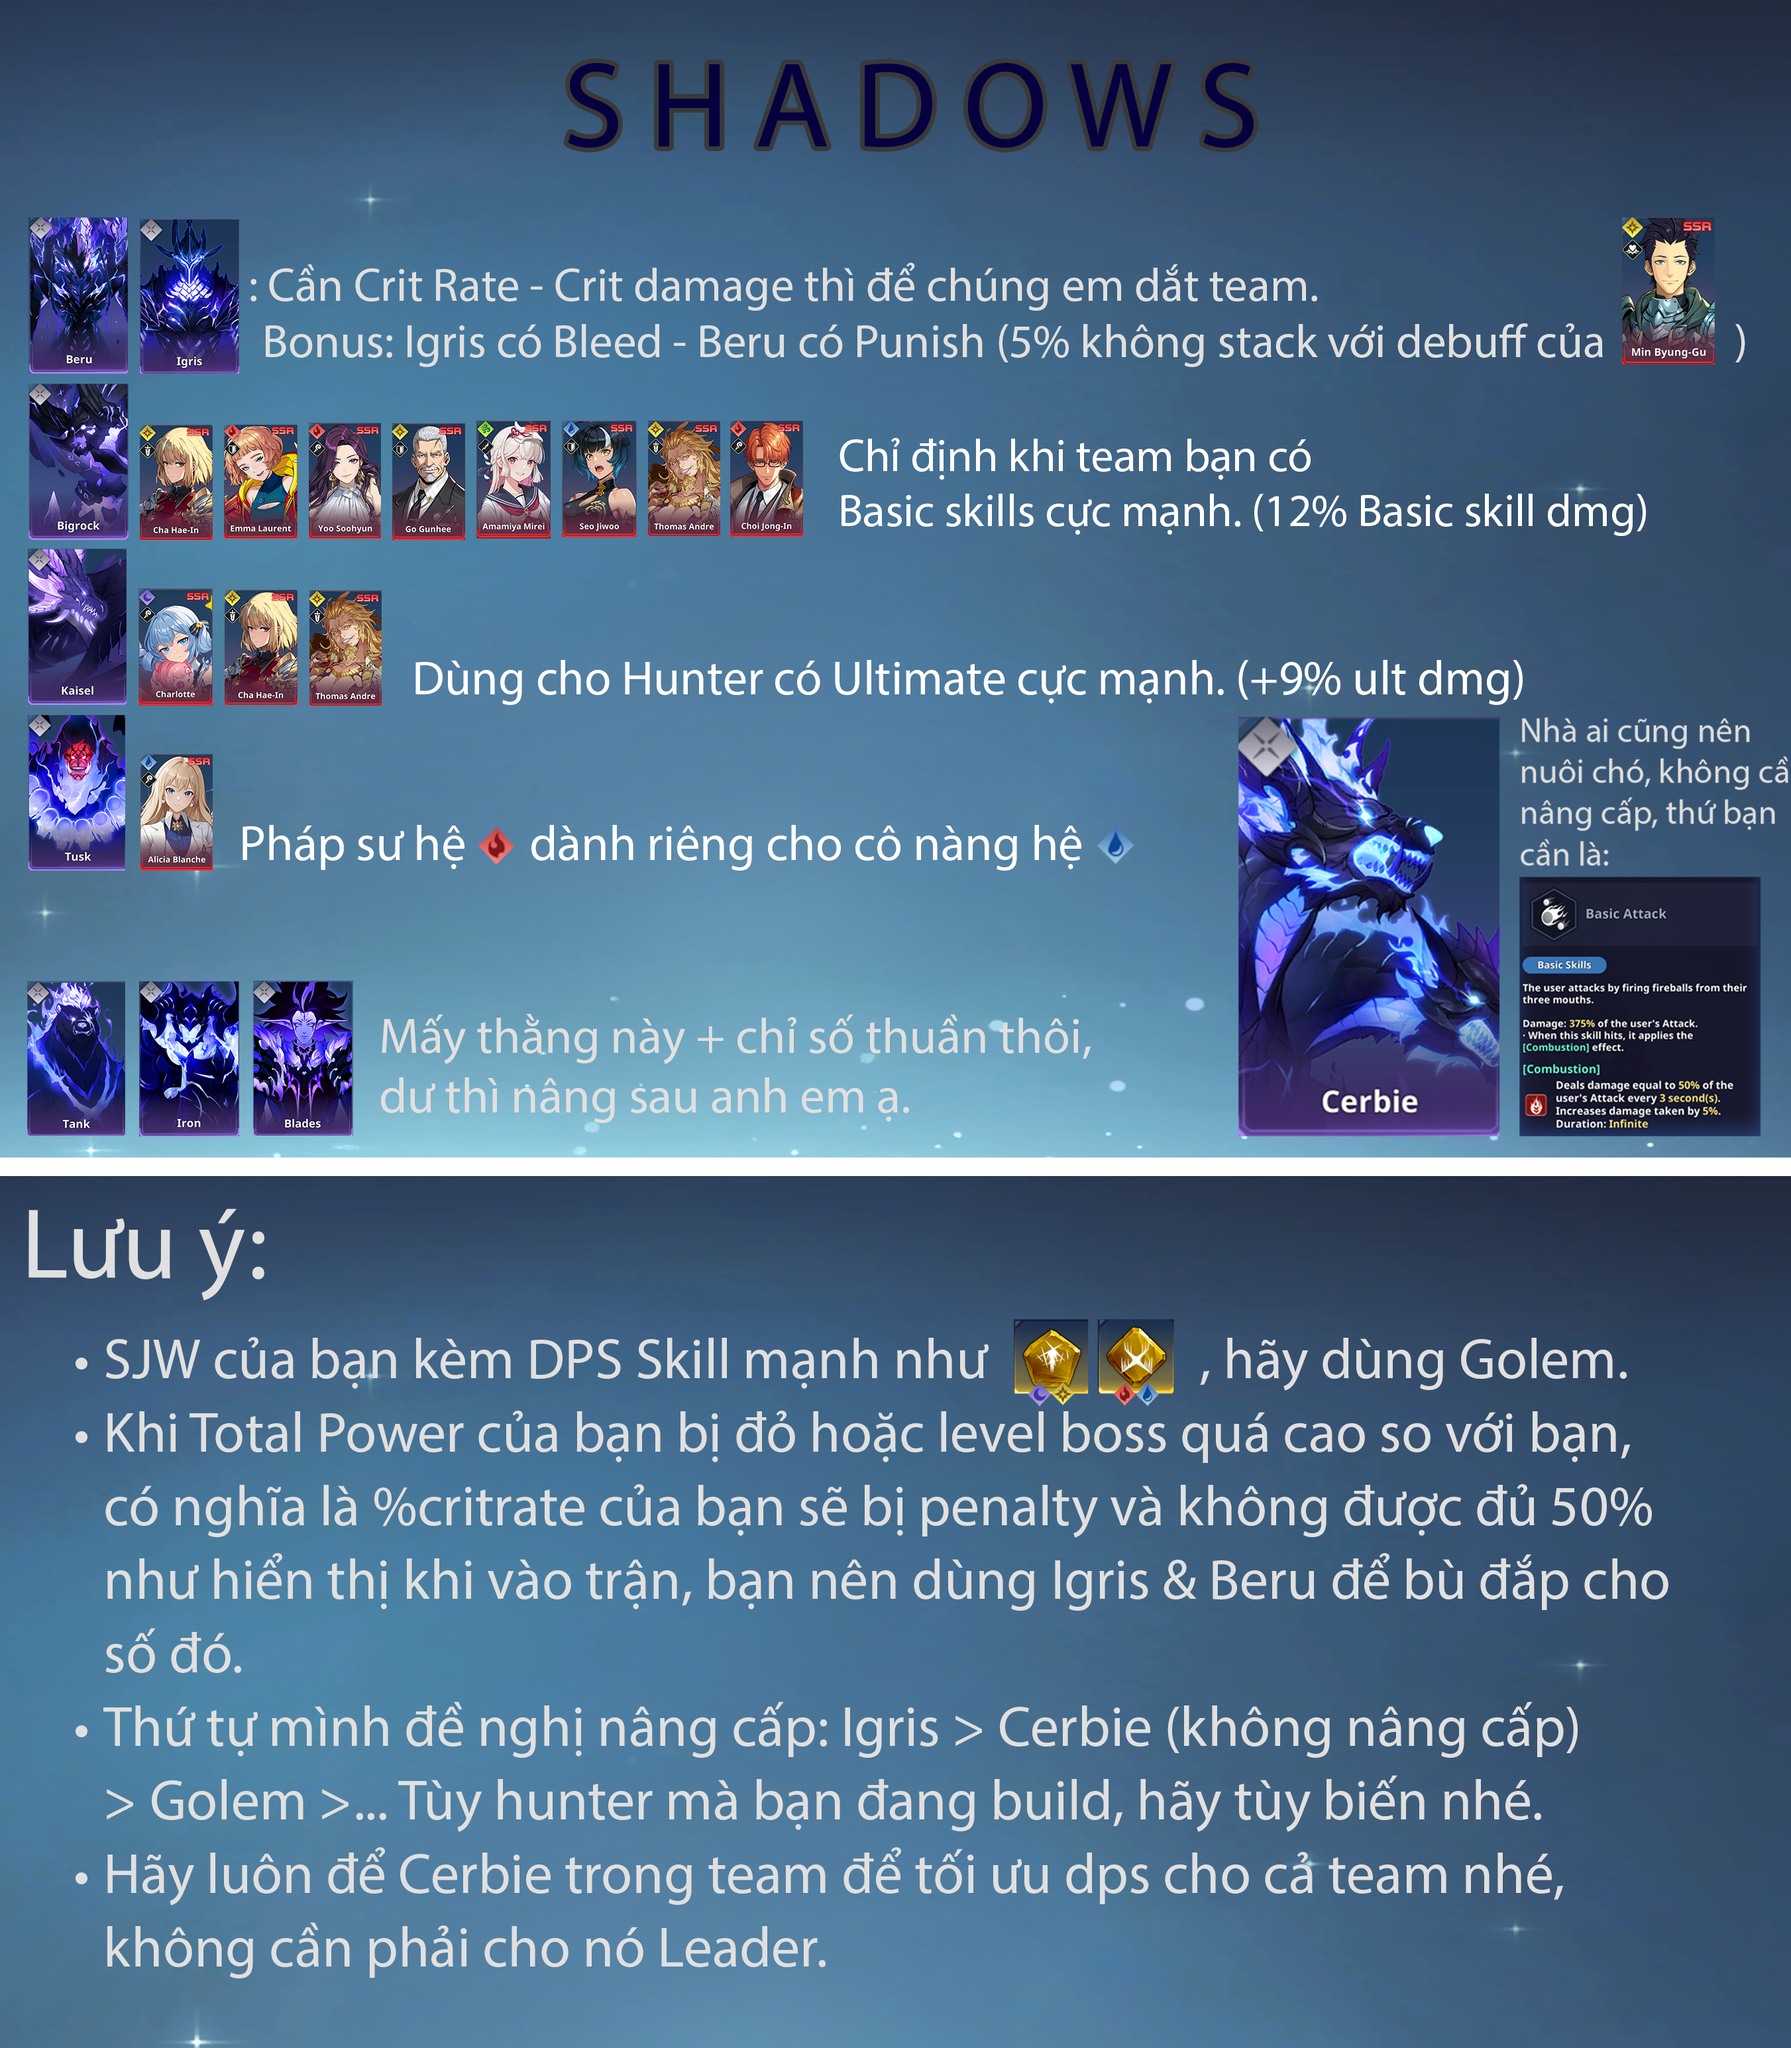 SHADOWS
Beru
Igris
: Cần Crit Rate - Crit damage thì để chúng em dắt team.
Bonus: Igris có Bleed - Beru có Punish (5% không stack với debuff của
SSR
Min Byung-Gu
)
Bigrock
SSR
Cha Hae-In
SSR
Emma Laurent
SSR
Yoo Soohyun
SSR
Go Gunhee
SSR
Amamiya Mirei
SSR
Seo Jiwoo
SSR
Thomas Andre
SSR
Choi Jong-In
Chỉ định khi team bạn có
Basic skills cực mạnh. (12% Basic skill dmg)
Kaisel
SSR
Charlotte
SSR
Cha Hae-In
SSR
Thomas Andre
Dùng cho Hunter có Ultimate cực mạnh. (+9% ult dmg)
Tusk
SSR
Alicia Blanche
Pháp sư hệ dành riêng cho cô nàng hệ
Cerbie
Nhà ai cũng nên
nuôi chó, không cầ
nâng cấp, thứ bạn
cần là:
Basic Attack
Basic Skills
The user attacks by firing fireballs from their
three mouths.
Damage: 375% of the user's Attack.
· When this skill hits, it applies the
[Combustion] effect.
[Combustion]
Deals damage equal to 50% of the
user's Attack every 3 second(s).
Increases damage taken by 5%.
Duration: Infinite
Tank
Iron
Blades
Mấy thằng này + chỉ số thuần thôi,
dư thì nâng sau anh em ạ.
Lưu ý:
• SJW của bạn kèm DPS Skill mạnh như , hãy dùng Golem.
• Khi Total Power của bạn bị đỏ hoặc level boss quá cao so với bạn,
có nghĩa là %critrate của bạn sẽ bị penalty và không được đủ 50%
như hiển thị khi vào trận, bạn nên dùng Igris & Beru để bù đắp cho
số đó.
• Thứ tự mình đề nghị nâng cấp: Igris > Cerbie (không nâng cấp)
> Golem >... Tùy hunter mà bạn đang build, hãy tùy biến nhé.
• Hãy luôn để Cerbie trong team để tối ưu dps cho cả team nhé,
không cần phải cho nó Leader.